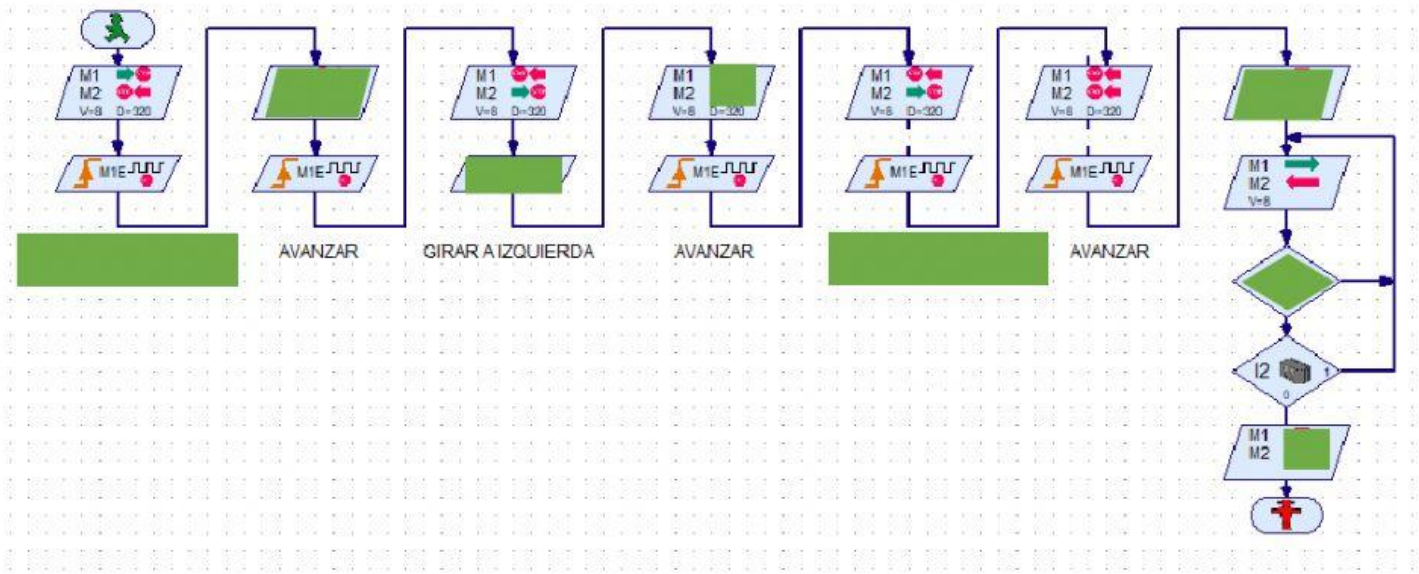 M1
M2
V=8 D=320
M1E
AVANZAR
M1
M2
V=8 D=320
GIRAR A IZQUIERDA
M1
M2
V=8 D=320
M1E
AVANZAR
M1
M2
V=8 D=320
M1E
M1
M2
V=8 D=320
M1E
AVANZAR
M1
M2
V=8
I2
1
0
M1
M2